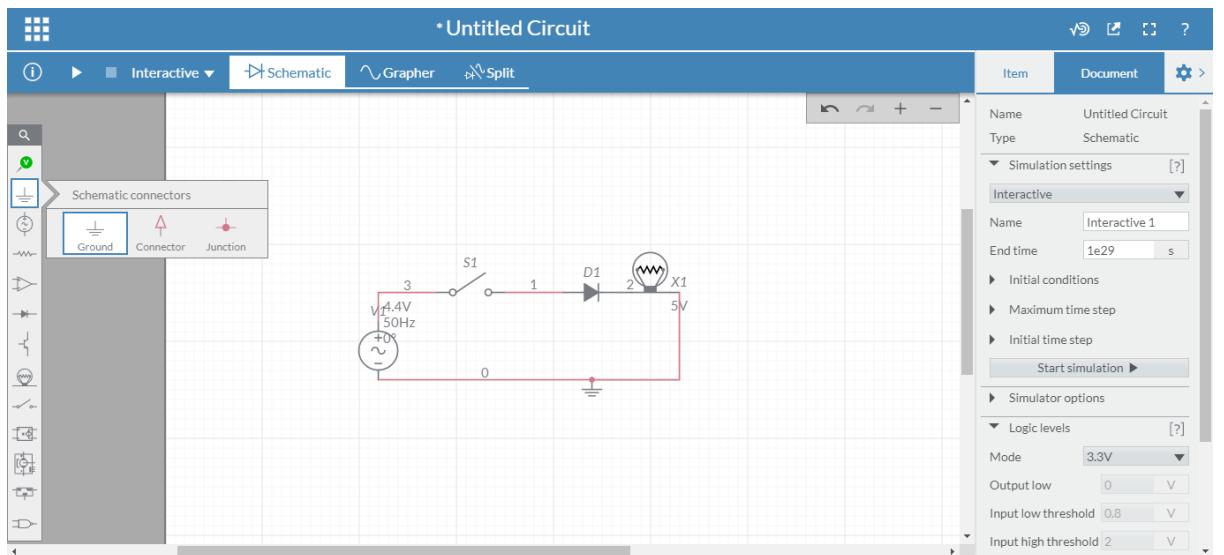 *Untitled Circuit
?
Interactive ▾
Schematic
Grapher
Split
Item
Document
Name Untitled Circuit
Type Schematic
Simulation settings [?]
Interactive
Name Interactive 1
End time 1e29 s
Initial conditions
Maximum time step
Initial time step
Start simulation
Simulator options
Logic levels [?]
Mode 3.3V
Output low 0 V
Input low threshold 0.8 V
Input high threshold 2 V
V
Schematic connectors
Ground
Connector
Junction
S1
D1
X1
5V
3
1
2
V1
4.4V
50Hz
0°
0